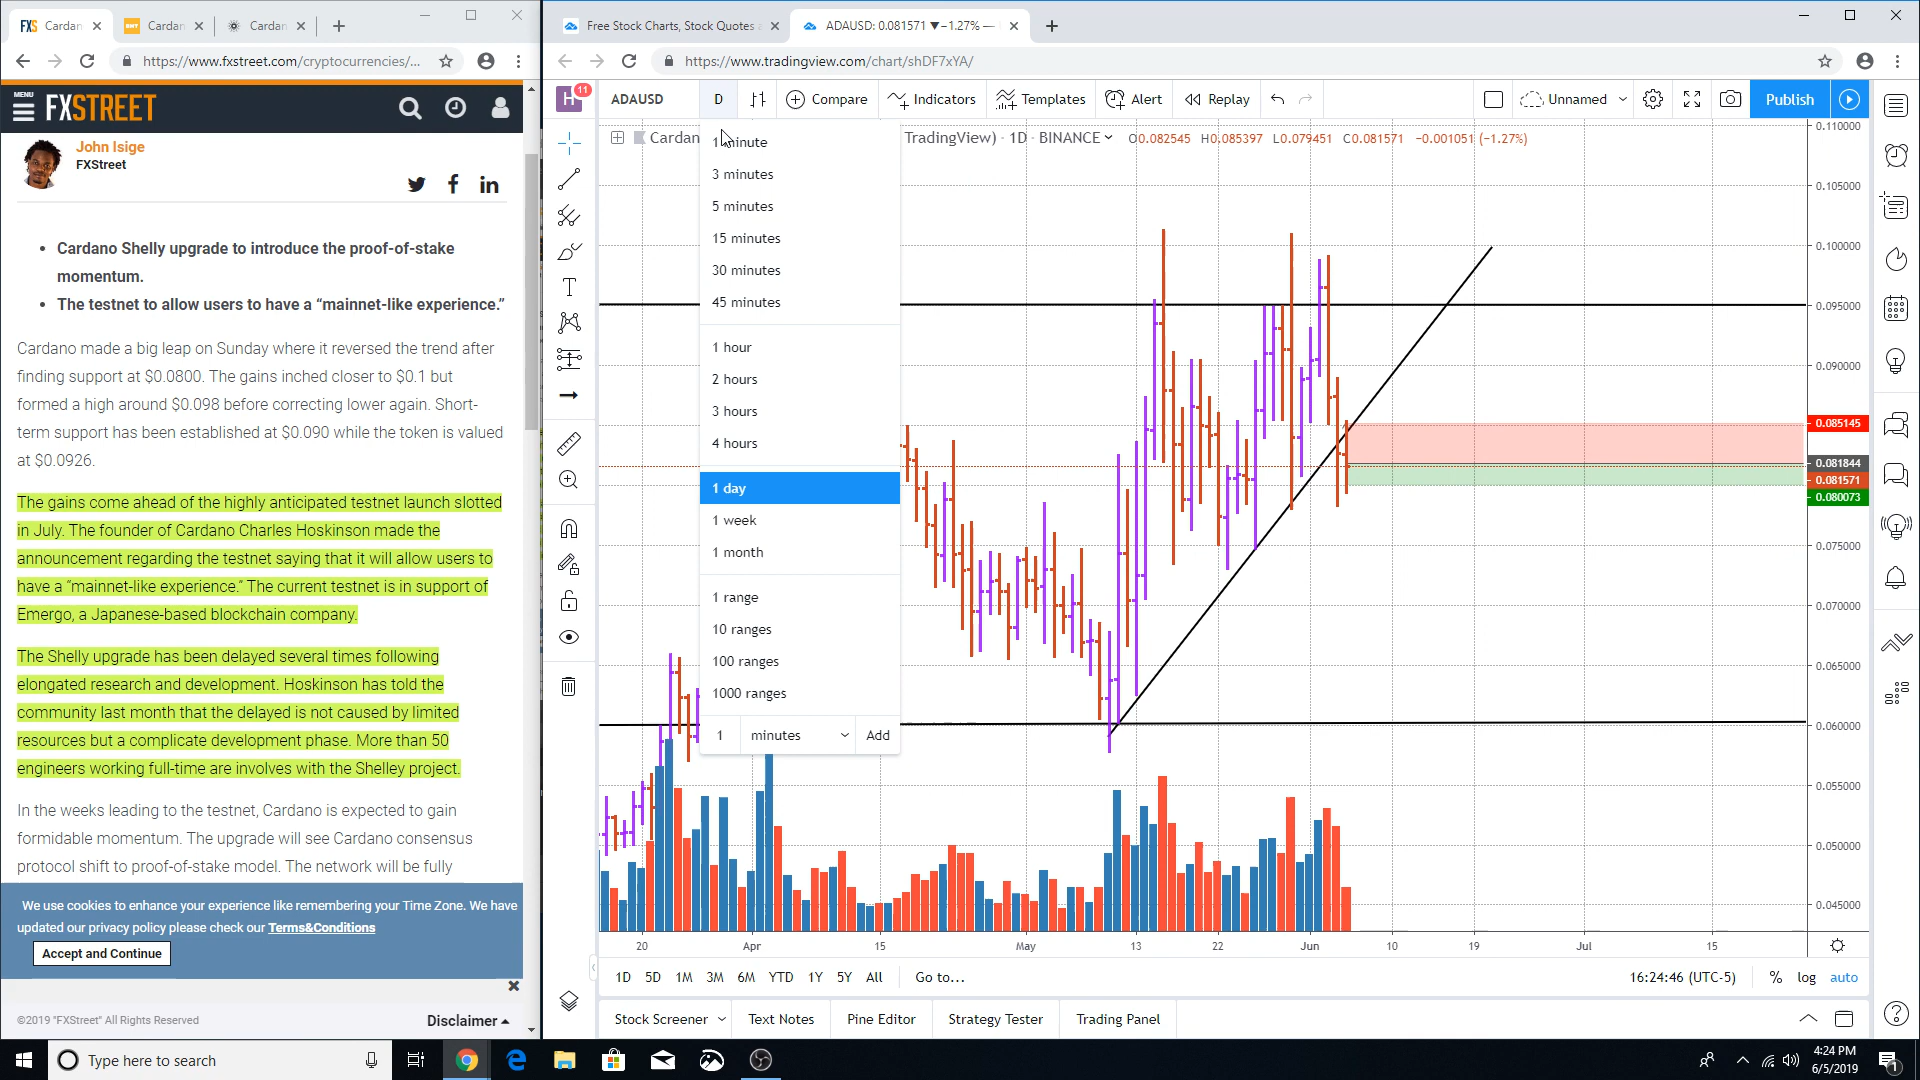 FXS Cardan
Cardan
Cardan
https://www.fxstreet.com/cryptocurrencies/...
MENU
FXSTREET
John Isige
FXStreet
• Cardano Shelly upgrade to introduce the proof-of-stake
momentum.
• The testnet to allow users to have a “mainnet-like experience.”
Cardano made a big leap on Sunday where it reversed the trend after
finding support at $0.0800. The gains inched closer to $0.1 but
formed a high around $0.098 before correcting lower again. Short-
term support has been established at $0.090 while the token is valued
at $0.0926.
The gains come ahead of the highly anticipated testnet launch slotted
in July. The founder of Cardano Charles Hoskinson made the
announcement regarding the testnet saying that it will allow users to
have a “mainnet-like experience.” The current testnet is in support of
Emergo, a Japanese-based blockchain company.
The Shelly upgrade has been delayed several times following
elongated research and development. Hoskinson has told the
community last month that the delayed is not caused by limited
resources but a complicate development phase. More than 50
engineers working full-time are involves with the Shelley project.
In the weeks leading to the testnet, Cardano is expected to gain
formidable momentum. The upgrade will see Cardano consensus
protocol shift to proof-of-stake model. The network will be fully
We use cookies to enhance your experience like remembering your Time Zone. We have
updated our privacy policy please check our Terms&Conditions
Accept and Continue
©2019 "FXStreet" All Rights Reserved
Disclaimer
Free Stock Charts, Stock Quotes
ADAUSD: 0.081571 ▼−1.27% —
https://www.tradingview.com/chart/shDF7xYA/
H
11
ADAUSD
D
Compare
Indicators
Templates
Alert
Replay
Unnamed
Publish
Cardan
TradingView) · 1D · BINANCE
O0.082545 H0.085397 L0.079451 C0.081571 −0.001051 (−1.27%)
1 minute
3 minutes
5 minutes
15 minutes
30 minutes
45 minutes
1 hour
2 hours
3 hours
4 hours
1 day
1 week
1 month
1 range
10 ranges
100 ranges
1000 ranges
1 minutes Add
0.110000
0.105000
0.100000
0.095000
0.090000
0.085145
0.081844
0.081571
0.080073
0.075000
0.070000
0.065000
0.060000
0.055000
0.050000
0.045000
20 Apr 15 May 13 22 Jun 10 19 Jul 15
1D 5D 1M 3M 6M YTD 1Y 5Y All Go to...
16:24:46 (UTC-5) % log auto
Stock Screener Text Notes Pine Editor Strategy Tester Trading Panel
Type here to search
4:24 PM
6/5/2019
1